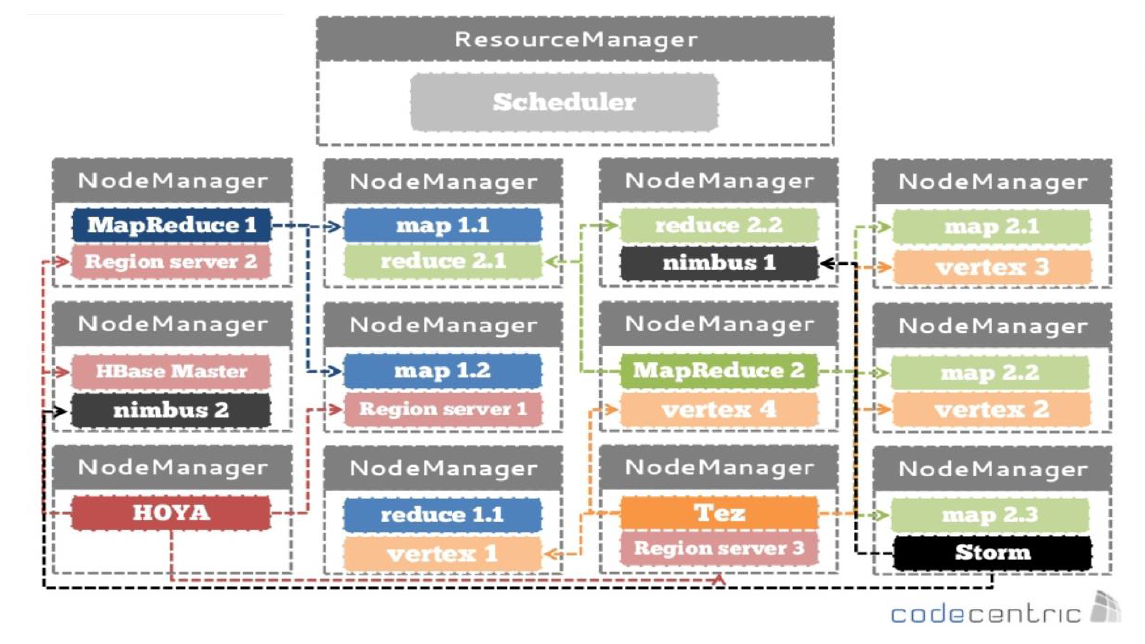 ResourceManager
Scheduler
NodeManager
MapReduce 1
Region server 2
NodeManager
map 1.1
reduce 2.1
NodeManager
reduce 2.2
nimbus 1
NodeManager
map 2.1
vertex 3
NodeManager
HBase Master
nimbus 2
NodeManager
map 1.2
Region server 1
NodeManager
MapReduce 2
vertex 4
NodeManager
map 2.2
vertex 2
NodeManager
HOYA
NodeManager
reduce 1.1
vertex 1
NodeManager
Tez
Region server 3
NodeManager
map 2.3
Storm
codecentric